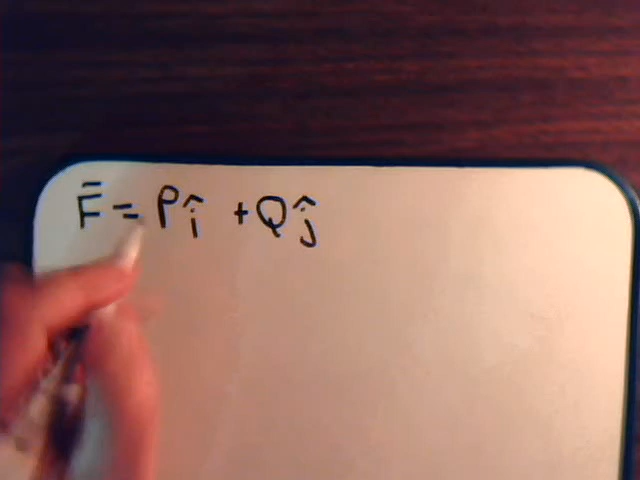 F̄ = Pî + Qĵ